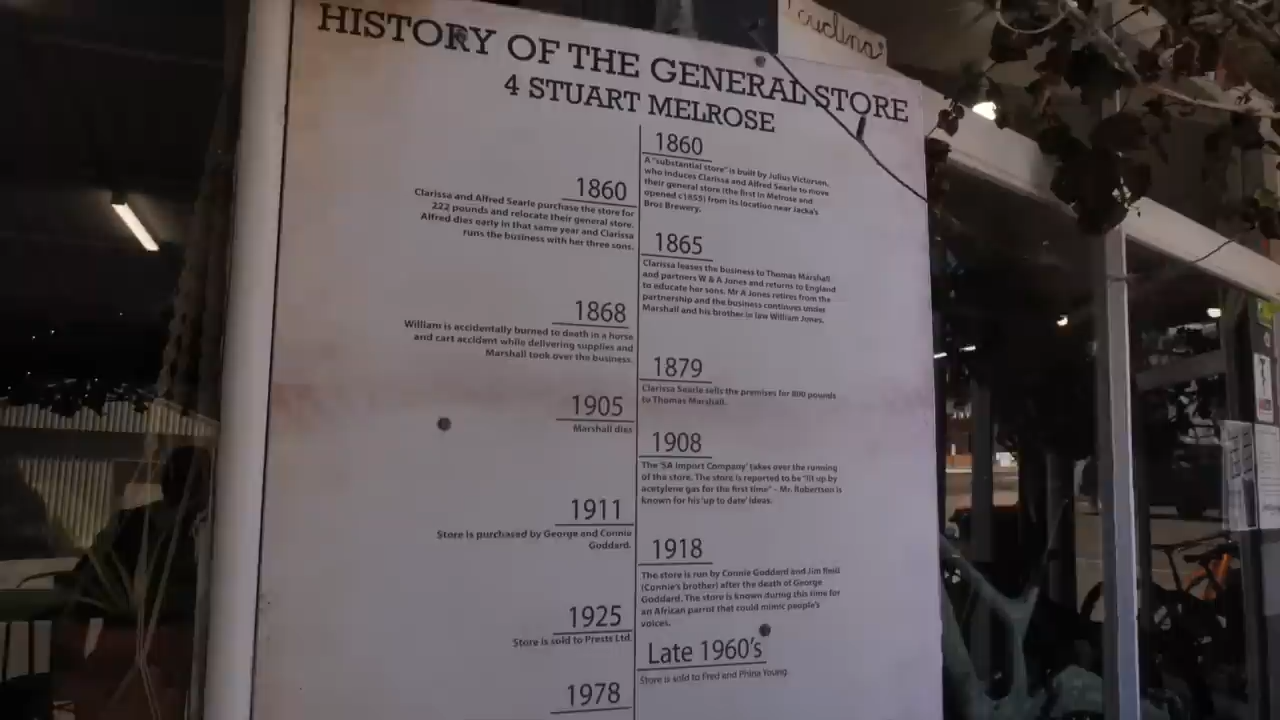 HISTORY OF THE GENERAL STORE
4 STUART MELROSE
1860
A "substantial store" is built by Julius Victorsen,
who induces Clarissa and Alfred Searle to move
their general store (the first in Melrose and
opened c1855) from its location near Jacka's
Bros Brewery.
1860
Clarissa and Alfred Searle purchase the store for
222 pounds and relocate their general store.
Alfred dies early in that same year and Clarissa
runs the business with her three sons.
1865
Clarissa leases the business to Thomas Marshall
and partners W & A Jones and returns to England
to educate her sons. Mr A Jones retires from the
partnership and the business continues under
Marshall and his brother in law William Jones.
1868
William is accidentally burned to death in a horse
and cart accident while delivering supplies and
Marshall took over the business.
1879
Clarissa Searle sells the premises for 800 pounds
to Thomas Marshall.
1905
Marshall dies
1908
The 'SA Import Company' takes over the running
of the store. The store is reported to be "lit up by
acetylene gas for the first time" - Mr. Robertson is
known for his 'up to date' ideas.
1911
Store is purchased by George and Connie
Goddard.
1918
The store is run by Connie Goddard and Jim Reid
(Connie's brother) after the death of George
Goddard. The store is known during this time for
an African parrot that could mimic people's
voices.
1925
Store is sold to Prests Ltd.
Late 1960's
Store is sold to Fred and Phina Young
1978